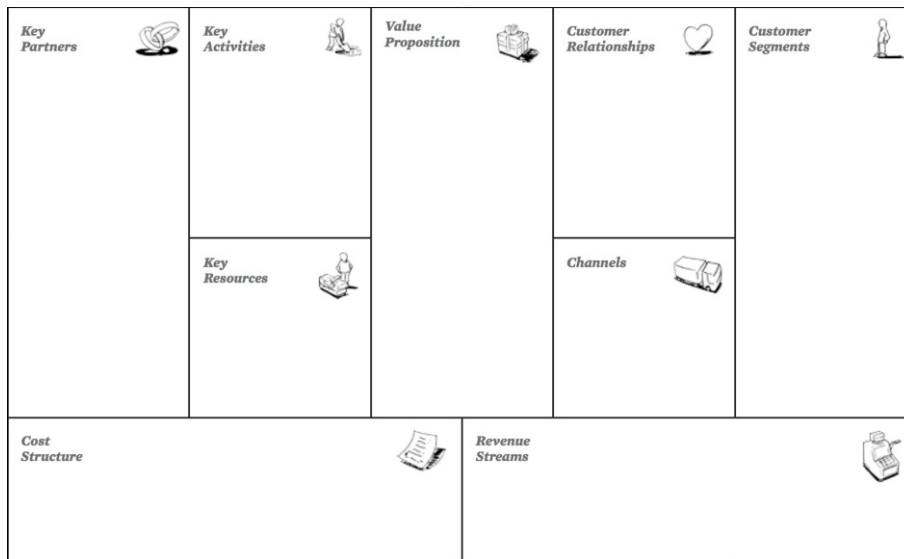 Key
Partners
Key
Activities
Value
Proposition
Customer
Relationships
Customer
Segments
Key
Resources
Channels
Cost
Structure
Revenue
Streams